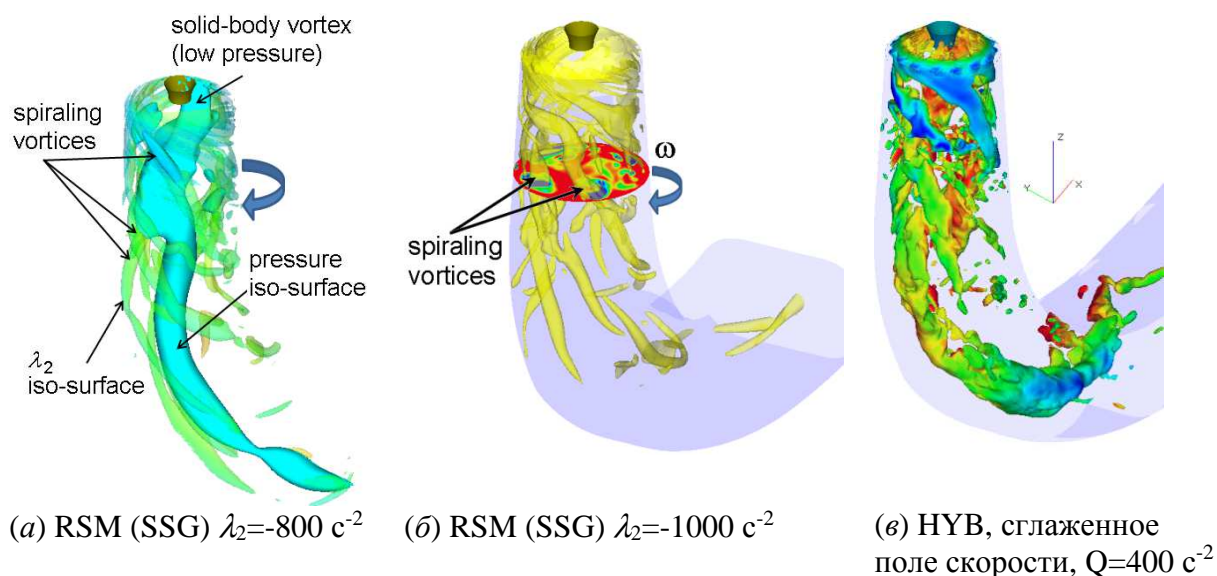 solid-body vortex
(low pressure)
spiraling
vortices
pressure
iso-surface
λ₂
iso-surface
ω
spiraling
vortices
Z
Y
X
(а) RSM (SSG) λ₂=-800 с⁻²
(б) RSM (SSG) λ₂=-1000 с⁻²
(в) HYB, сглаженное
поле скорости, Q=400 с⁻²